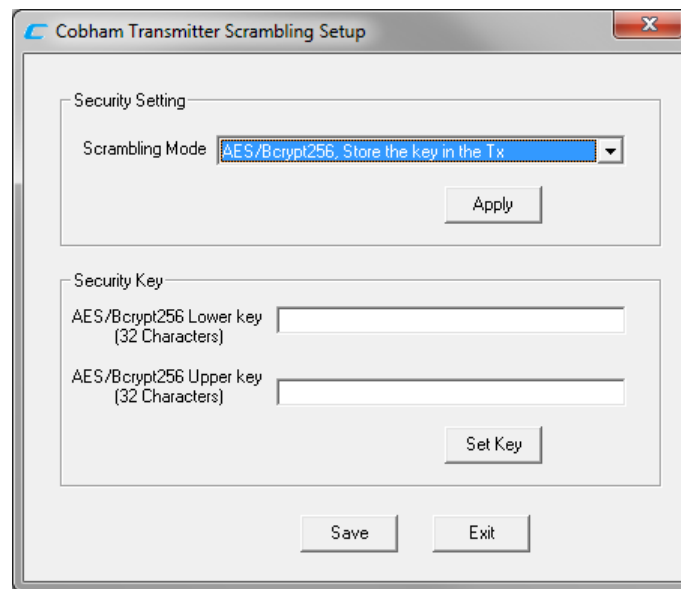 Cobham Transmitter Scrambling Setup
x
Security Setting
Scrambling Mode
AES/Bcrypt256, Store the key in the Tx
Apply
Security Key
AES/Bcrypt256 Lower key
(32 Characters)
AES/Bcrypt256 Upper key
(32 Characters)
Set Key
Save
Exit